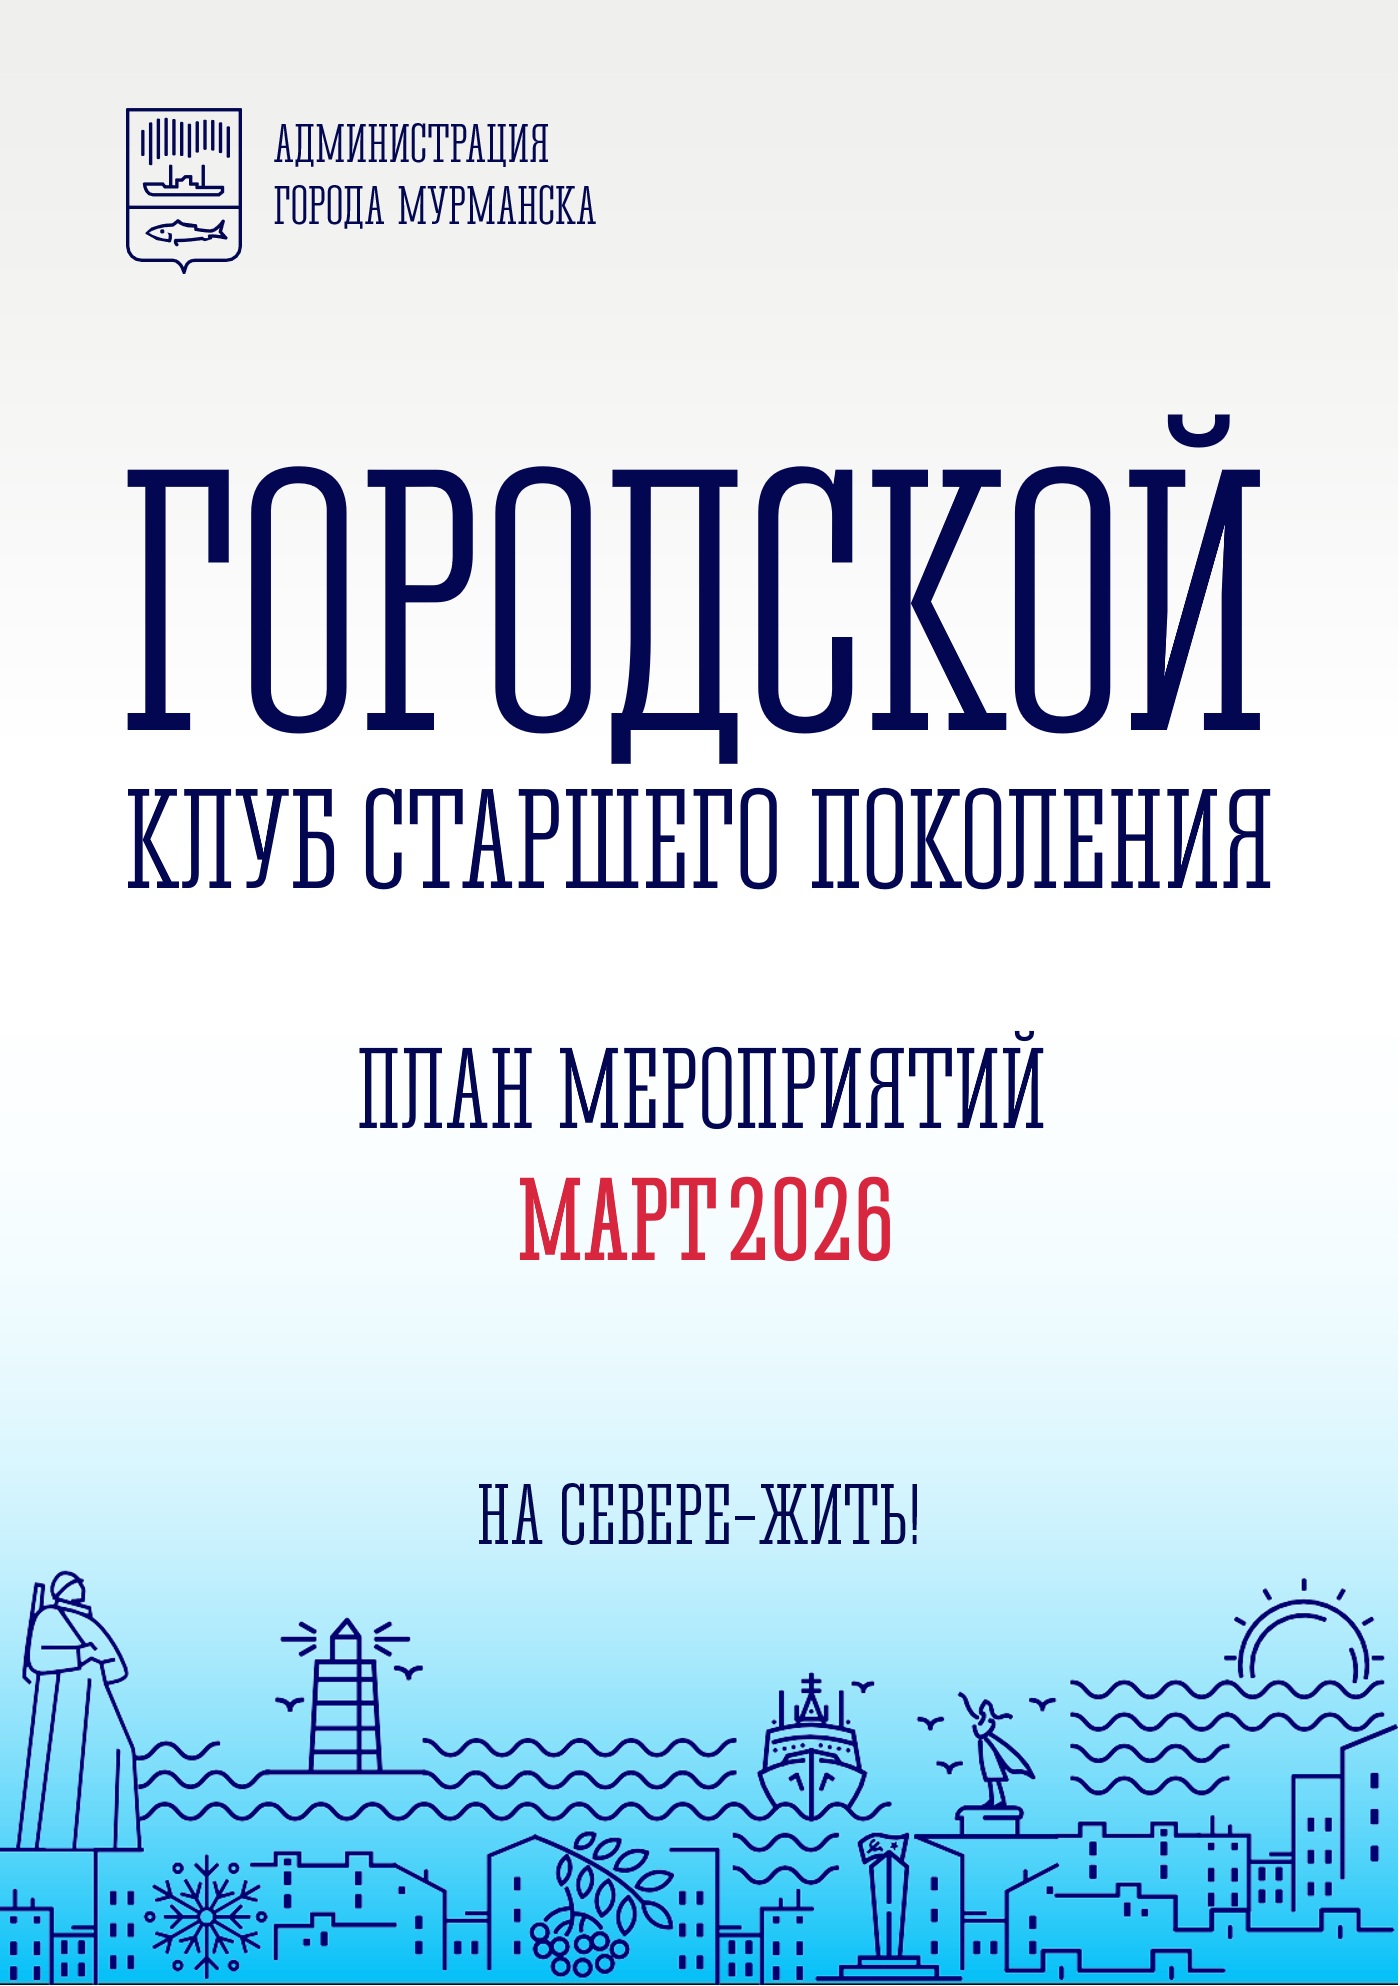 АДМИНИСТРАЦИЯ
ГОРОДА МУРМАНСКА
ГОРОДСКОЙ
КЛУБ СТАРШЕГО ПОКОЛЕНИЯ
ПЛАН МЕРОПРИЯТИЙ
МАРТ 2026
НА СЕВЕРЕ-ЖИТЬ!